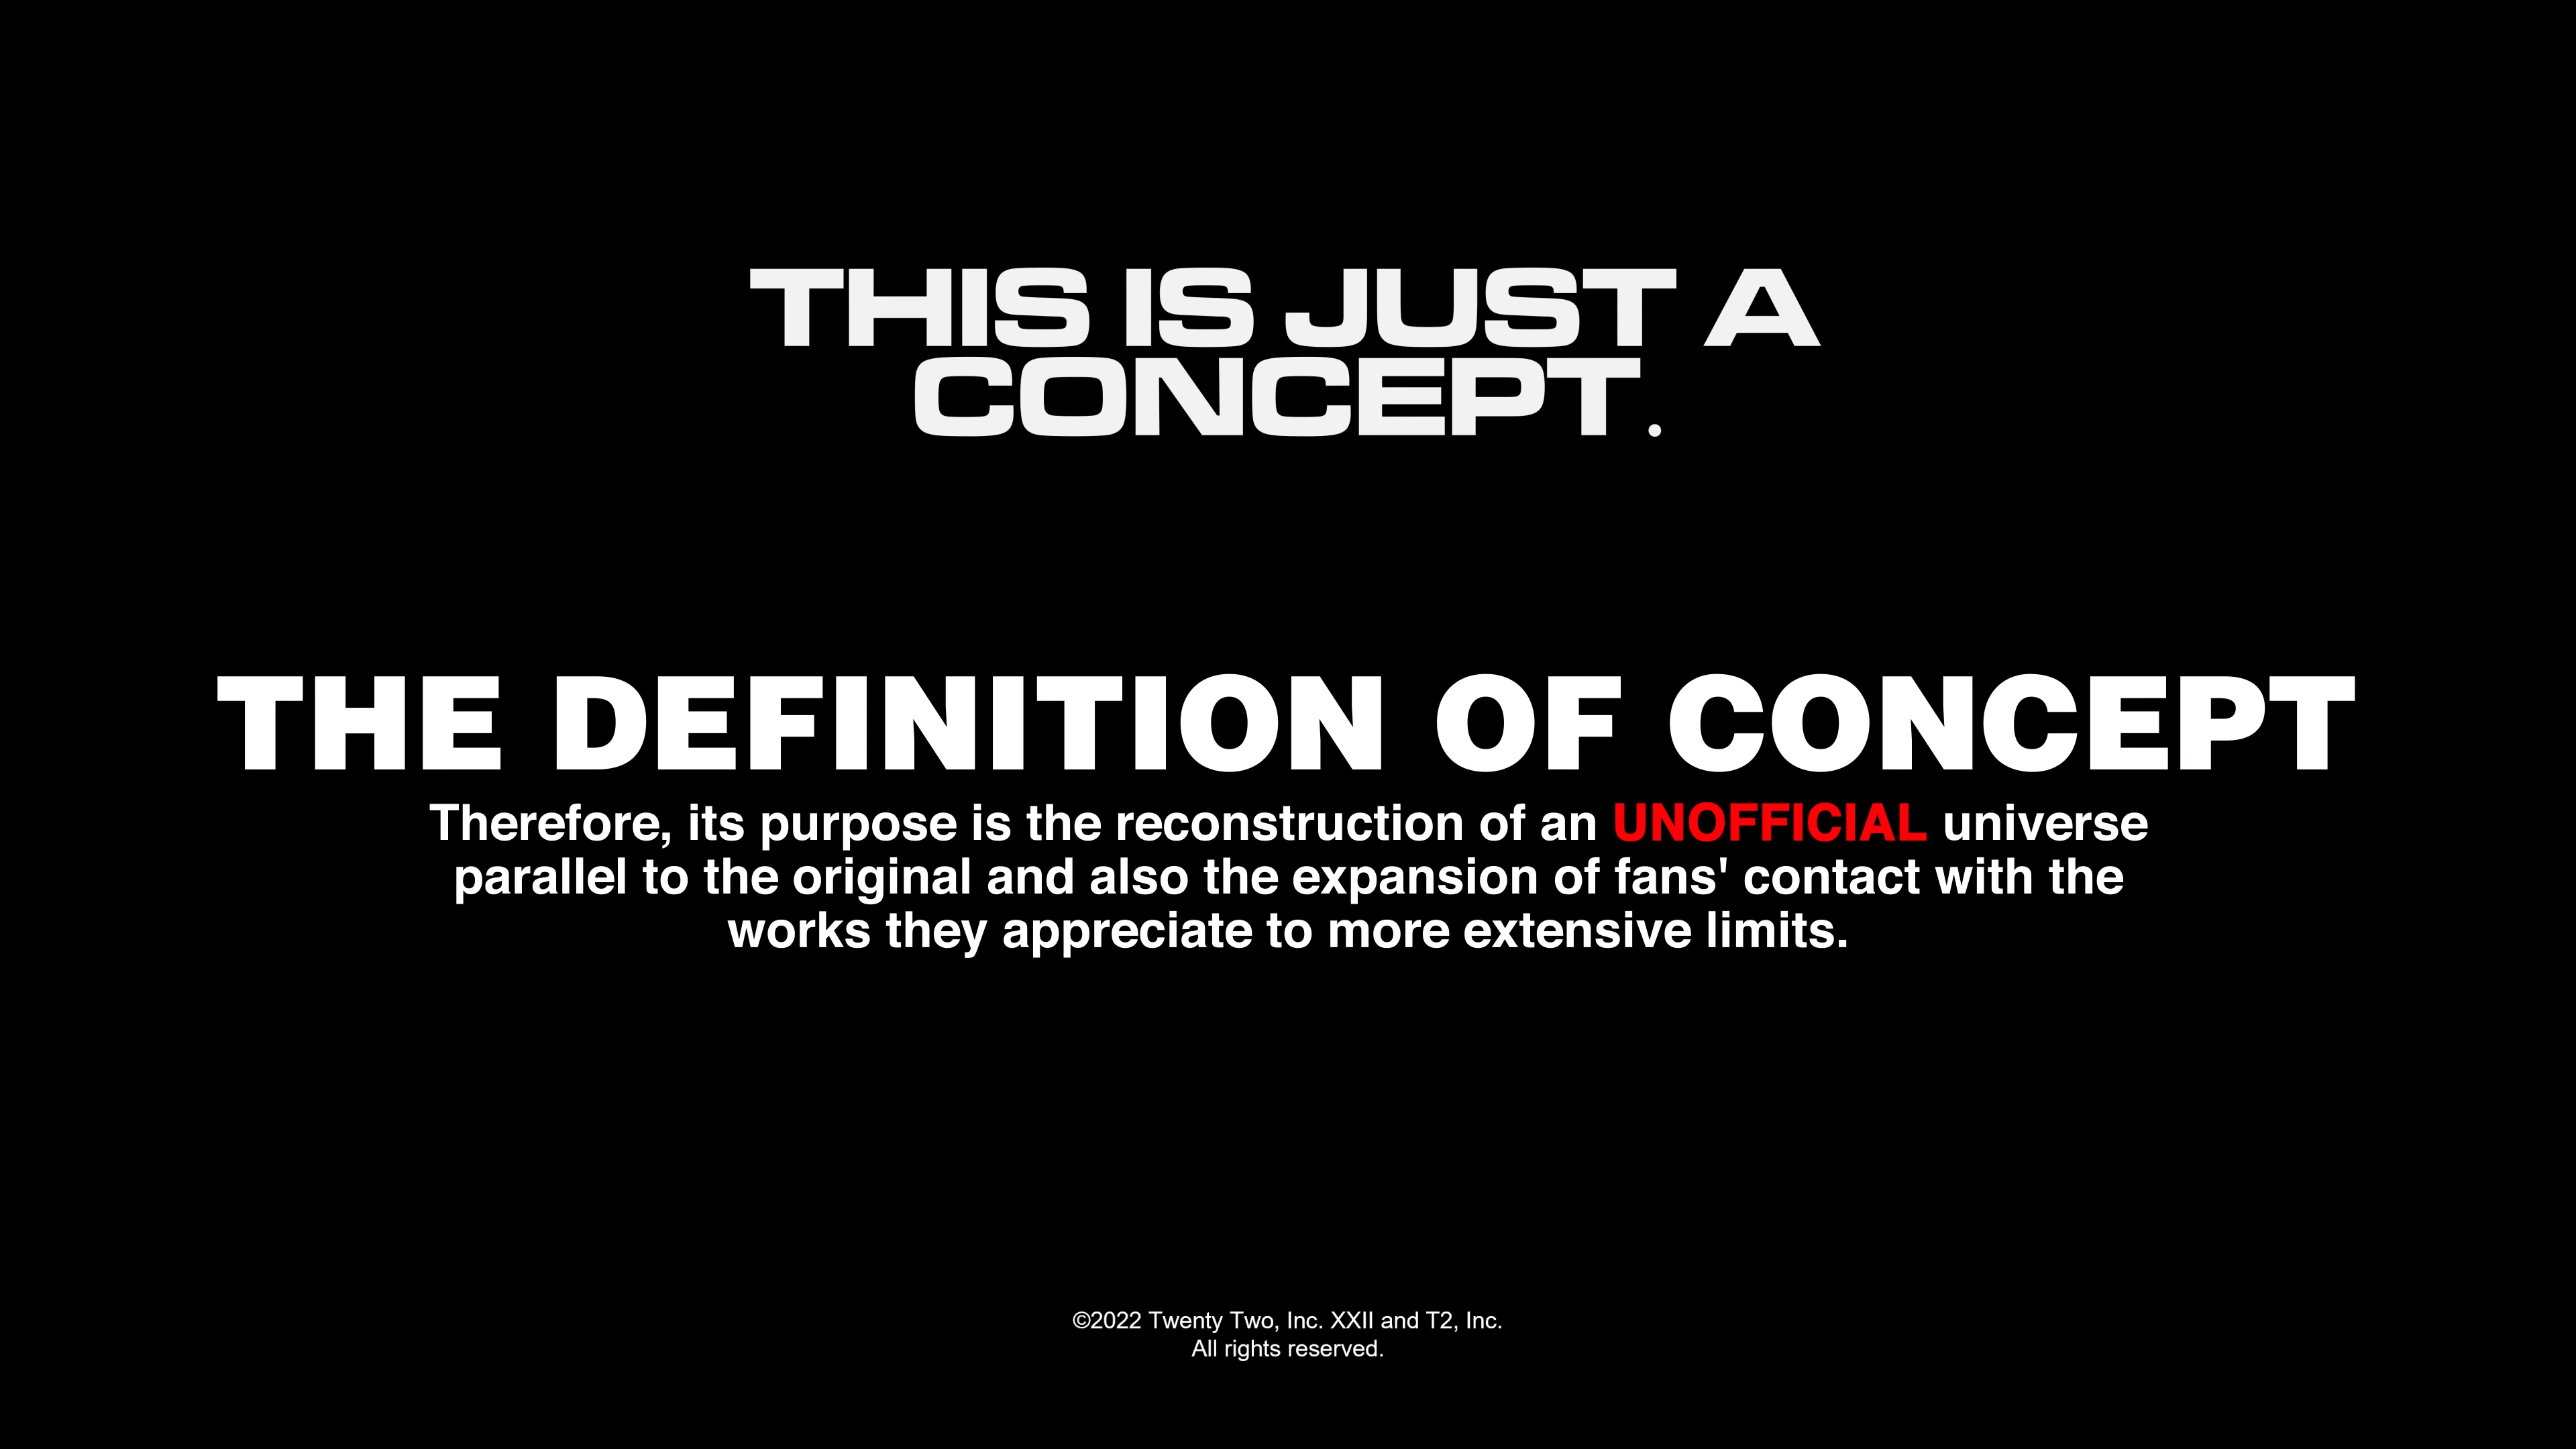 THIS IS JUST A
CONCEPT.
THE DEFINITION OF CONCEPT
Therefore, its purpose is the reconstruction of an UNOFFICIAL universe
parallel to the original and also the expansion of fans' contact with the
works they appreciate to more extensive limits.
©2022 Twenty Two, Inc. XXII and T2, Inc.
All rights reserved.